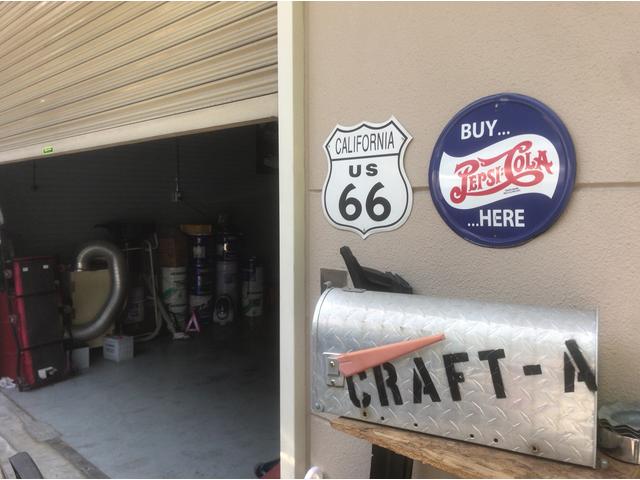 CALIFORNIA
US
66
BUY...
PEPSI-COLA
...HERE
CRAFT-A